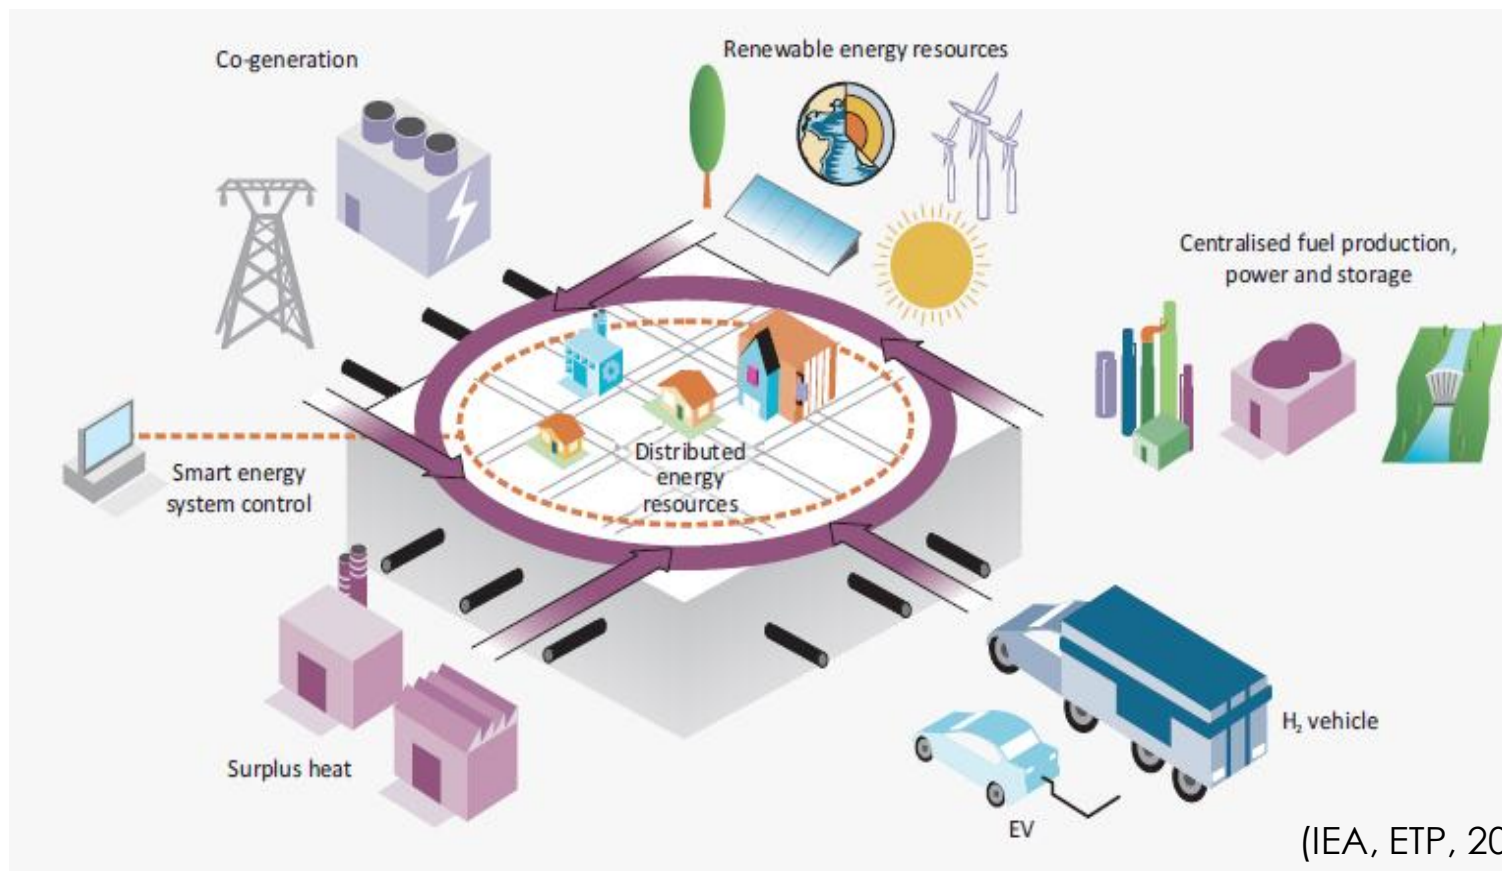 Co-generation
Renewable energy resources
Centralised fuel production,
power and storage
Smart energy
system control
Distributed
energy
resources
Surplus heat
H₂ vehicle
EV
(IEA, ETP, 20